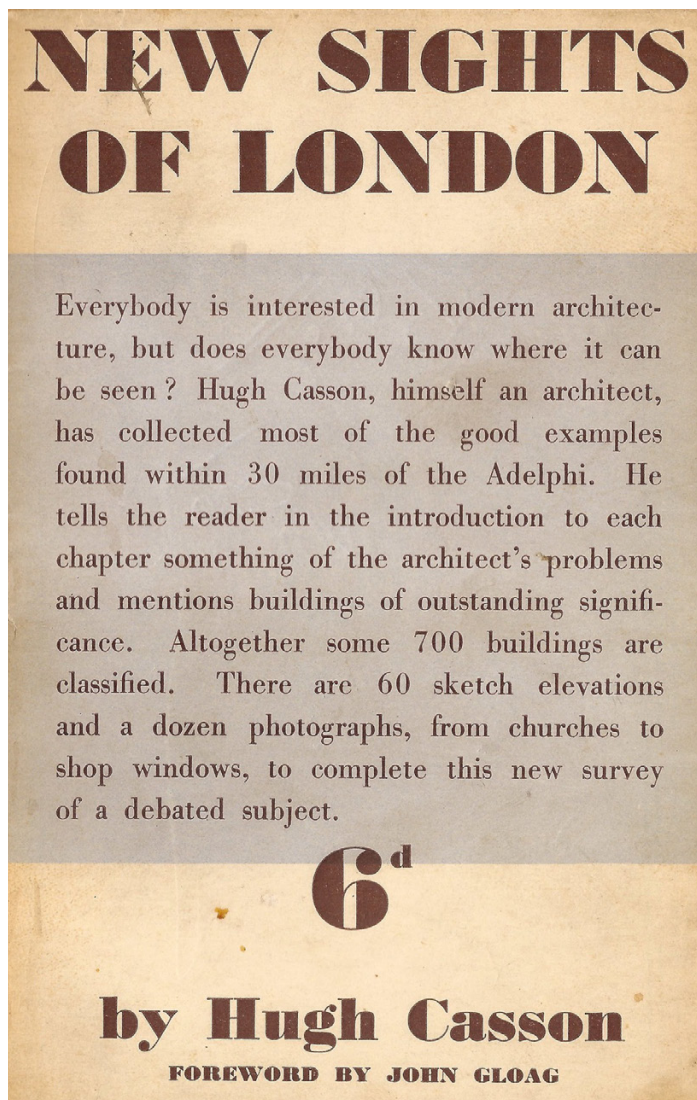 NEW SIGHTS
OF LONDON
Everybody is interested in modern architec-
ture, but does everybody know where it can
be seen? Hugh Casson, himself an architect,
has collected most of the good examples
found within 30 miles of the Adelphi. He
tells the reader in the introduction to each
chapter something of the architect's problems
and mentions buildings of outstanding signifi-
cance. Altogether some 700 buildings are
classified. There are 60 sketch elevations
and a dozen photographs, from churches to
shop windows, to complete this new survey
of a debated subject.
6d
by Hugh Casson
FOREWORD BY JOHN GLOAG